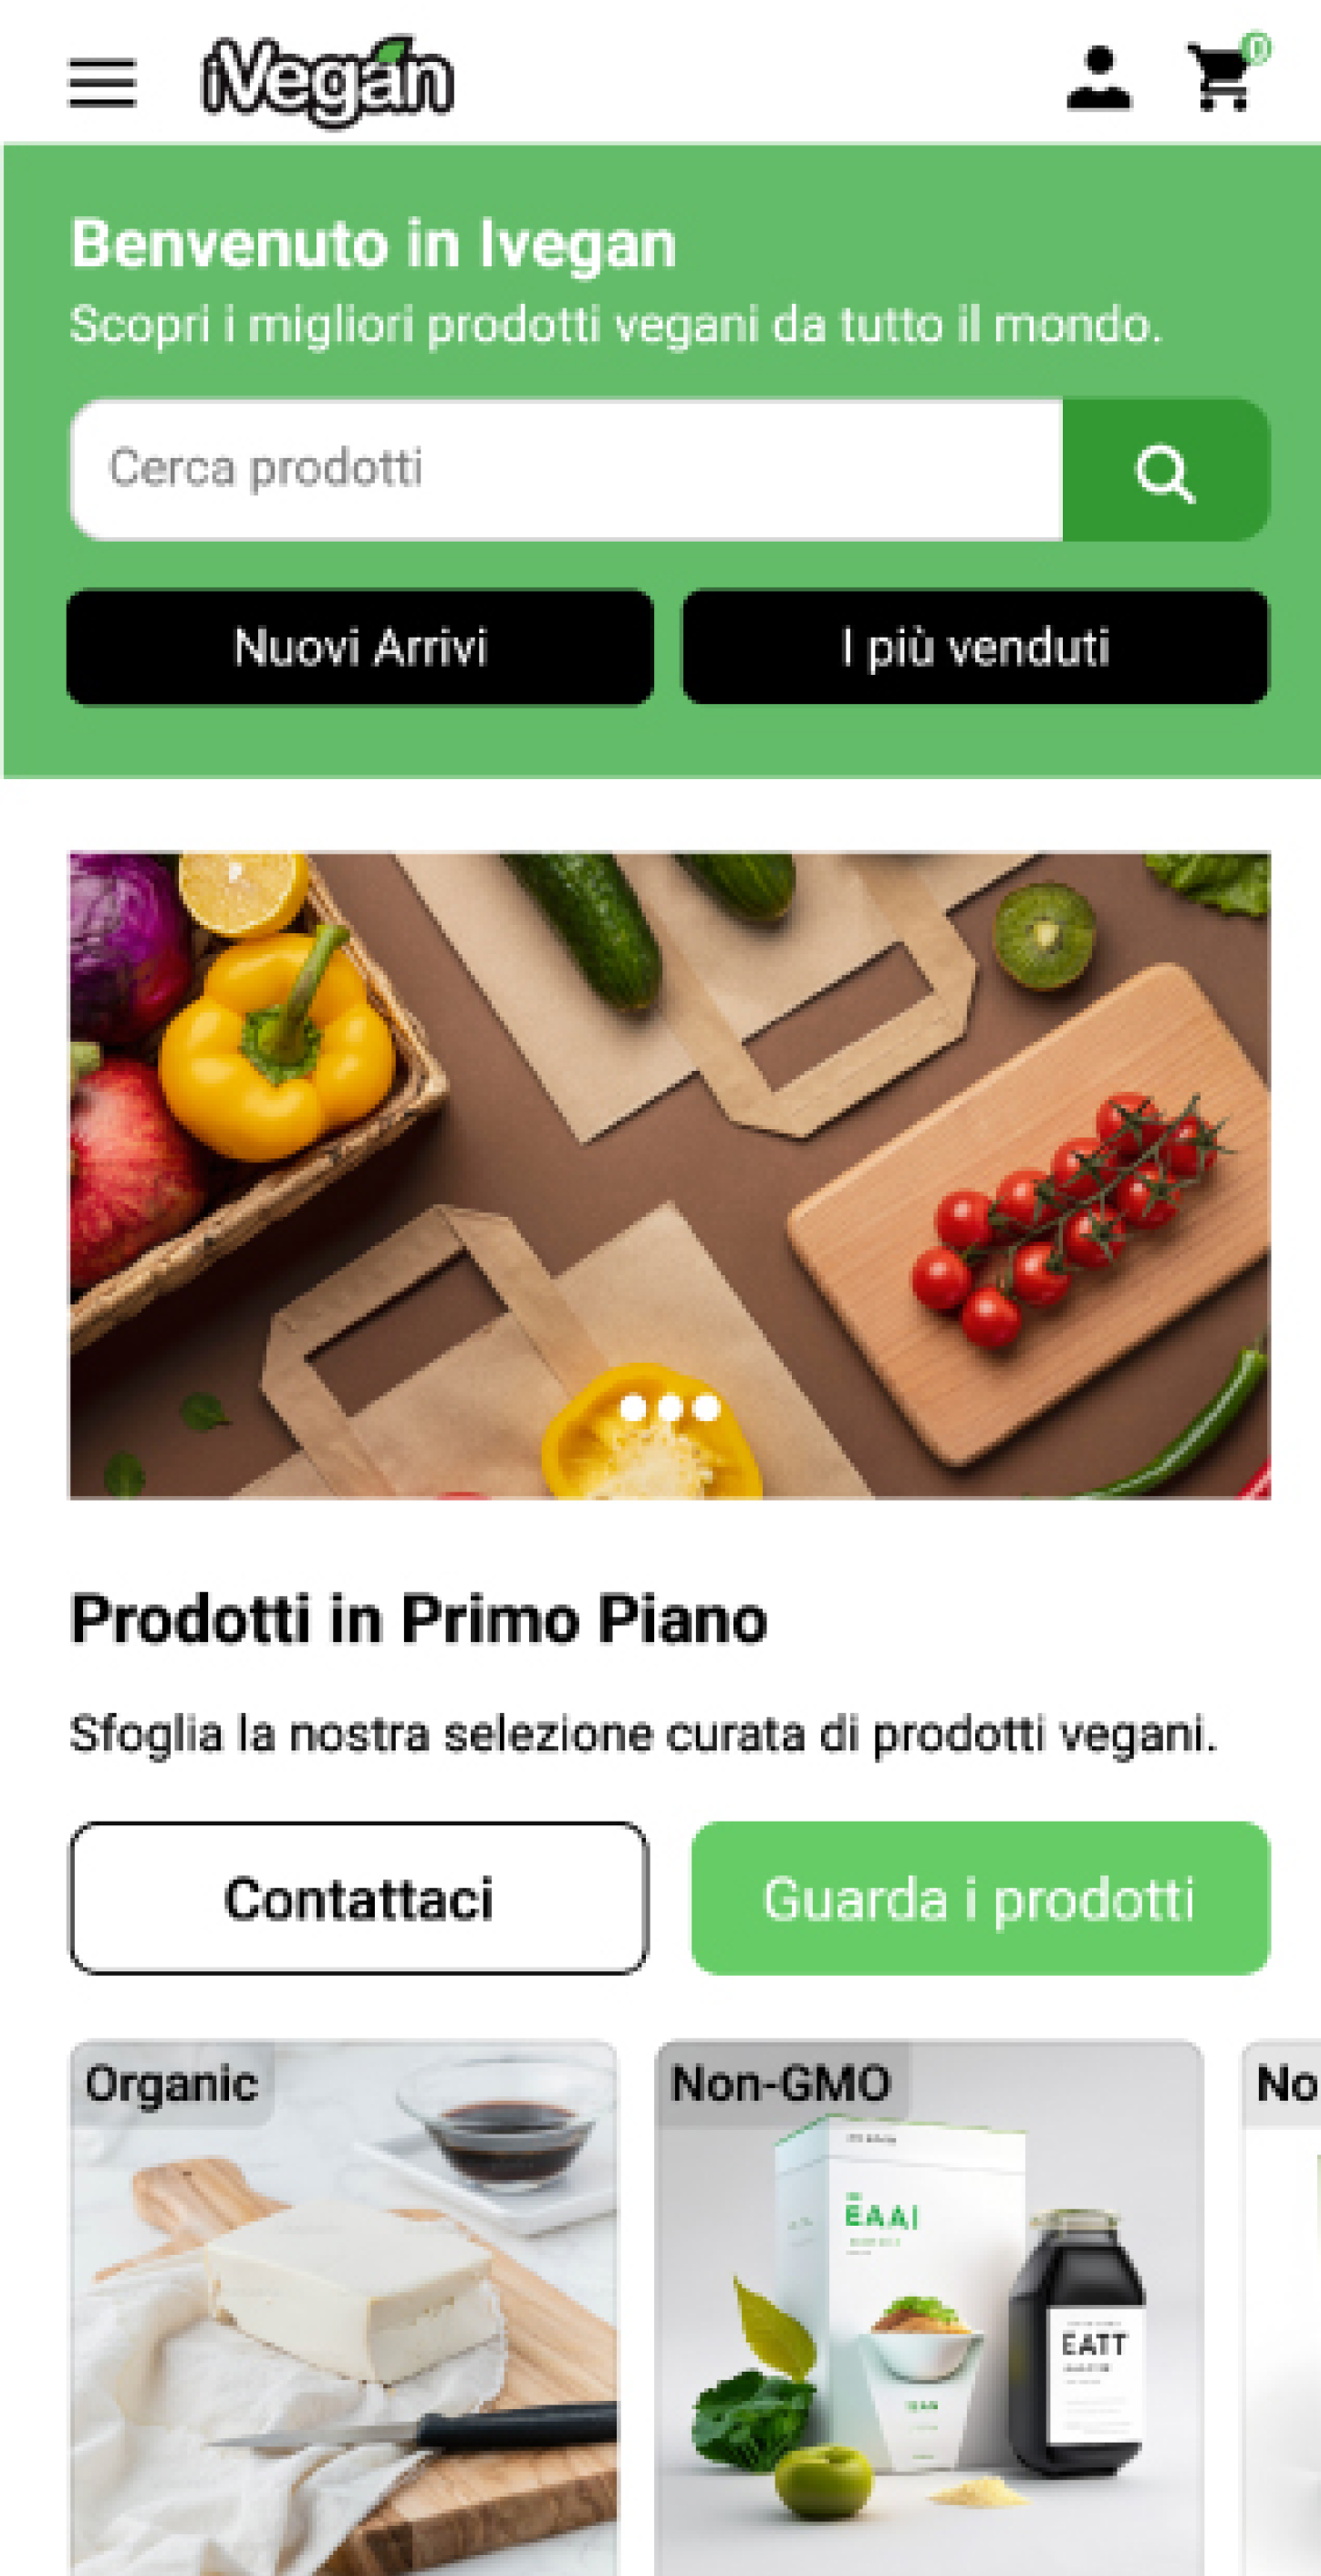 iVegan
0
Benvenuto in Ivegan
Scopri i migliori prodotti vegani da tutto il mondo.
Cerca prodotti
Nuovi Arrivi
I più venduti
Prodotti in Primo Piano
Sfoglia la nostra selezione curata di prodotti vegani.
Contattaci
Guarda i prodotti
Organic
Non-GMO
No
EAAI
EATT